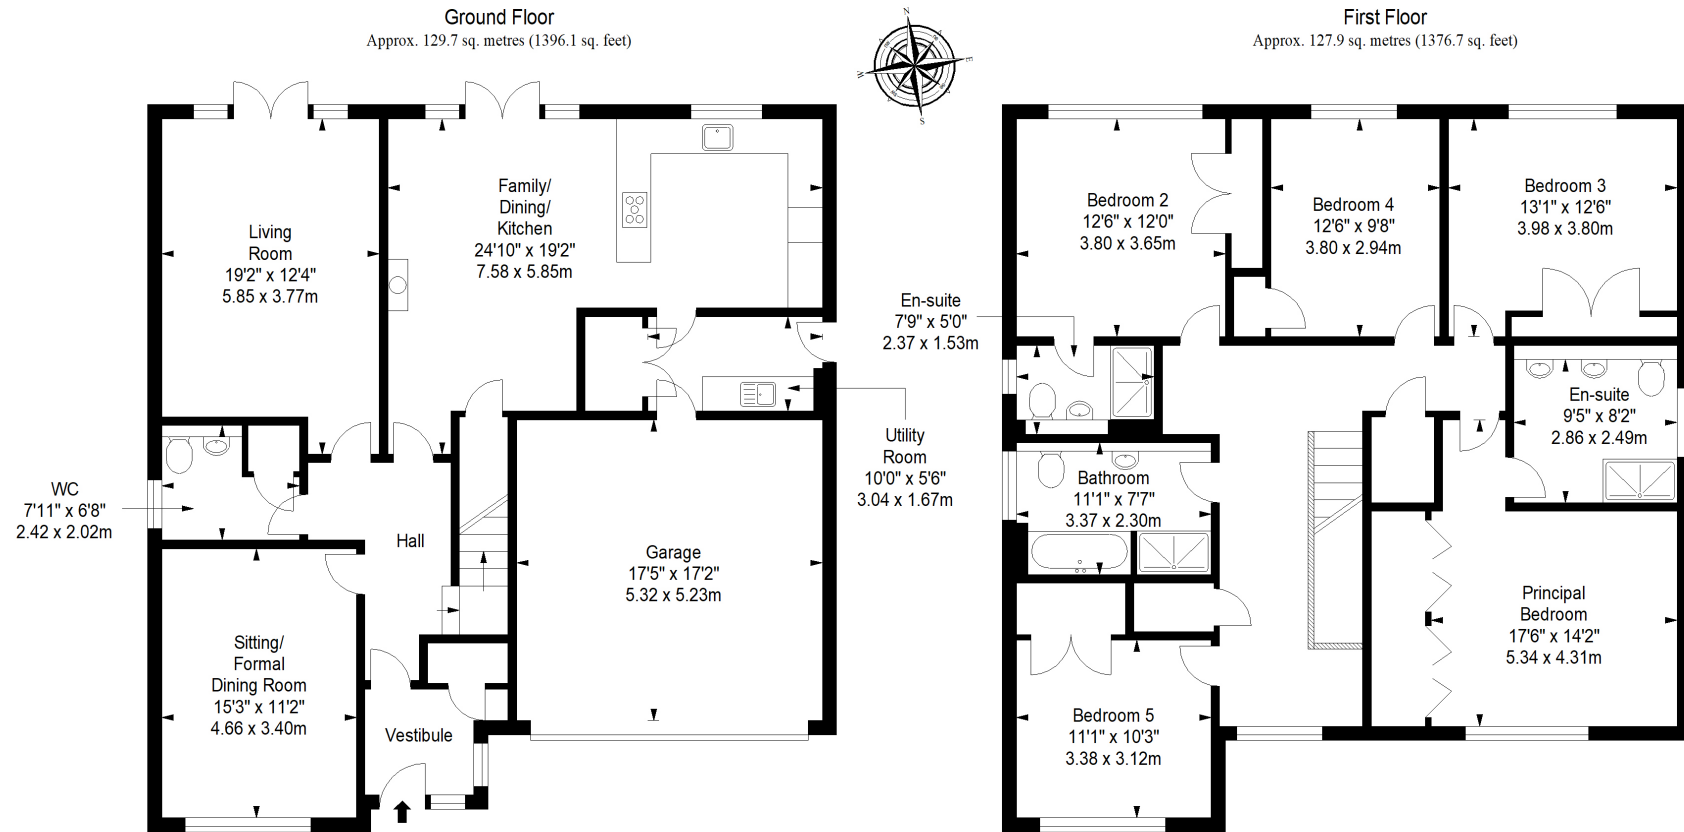 Ground Floor
Approx. 129.7 sq. metres (1396.1 sq. feet)
N
E
S
W
First Floor
Approx. 127.9 sq. metres (1376.7 sq. feet)
Living
Room
19'2" x 12'4"
5.85 x 3.77m
Family/
Dining/
Kitchen
24'10" x 19'2"
7.58 x 5.85m
Utility
Room
10'0" x 5'6"
3.04 x 1.67m
WC
7'11" x 6'8"
2.42 x 2.02m
Hall
Garage
17'5" x 17'2"
5.32 x 5.23m
Sitting/
Formal
Dining Room
15'3" x 11'2"
4.66 x 3.40m
Vestibule
Bedroom 2
12'6" x 12'0"
3.80 x 3.65m
Bedroom 4
12'6" x 9'8"
3.80 x 2.94m
Bedroom 3
13'1" x 12'6"
3.98 x 3.80m
En-suite
7'9" x 5'0"
2.37 x 1.53m
En-suite
9'5" x 8'2"
2.86 x 2.49m
Bathroom
11'1" x 7'7"
3.37 x 2.30m
Principal
Bedroom
17'6" x 14'2"
5.34 x 4.31m
Bedroom 5
11'1" x 10'3"
3.38 x 3.12m